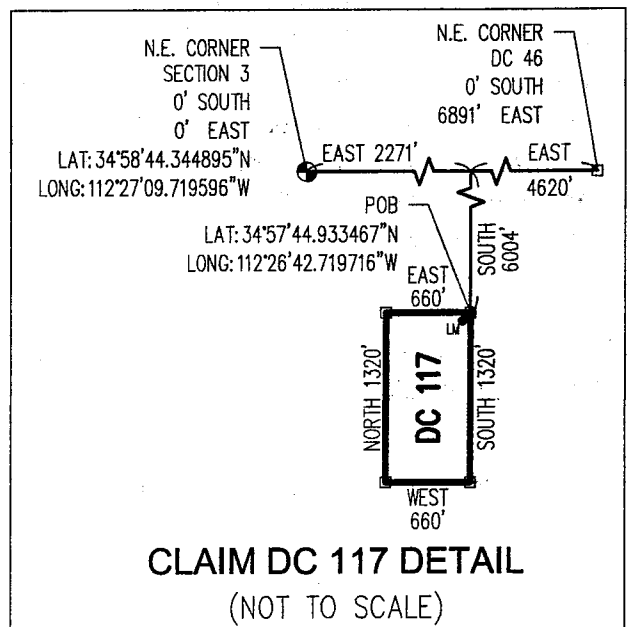 N.E. CORNER
SECTION 3
0' SOUTH
0' EAST
LAT: 34°58'44.344895"N
LONG: 112°27'09.719596"W
N.E. CORNER
DC 46
0' SOUTH
6891' EAST
EAST 2271'
EAST
4620'
POB
LAT: 34°57'44.933467"N
LONG: 112°26'42.719716"W
SOUTH
6004'
EAST
660'
LM
NORTH 1320'
DC 117
SOUTH 1320'
WEST
660'
CLAIM DC 117 DETAIL
(NOT TO SCALE)